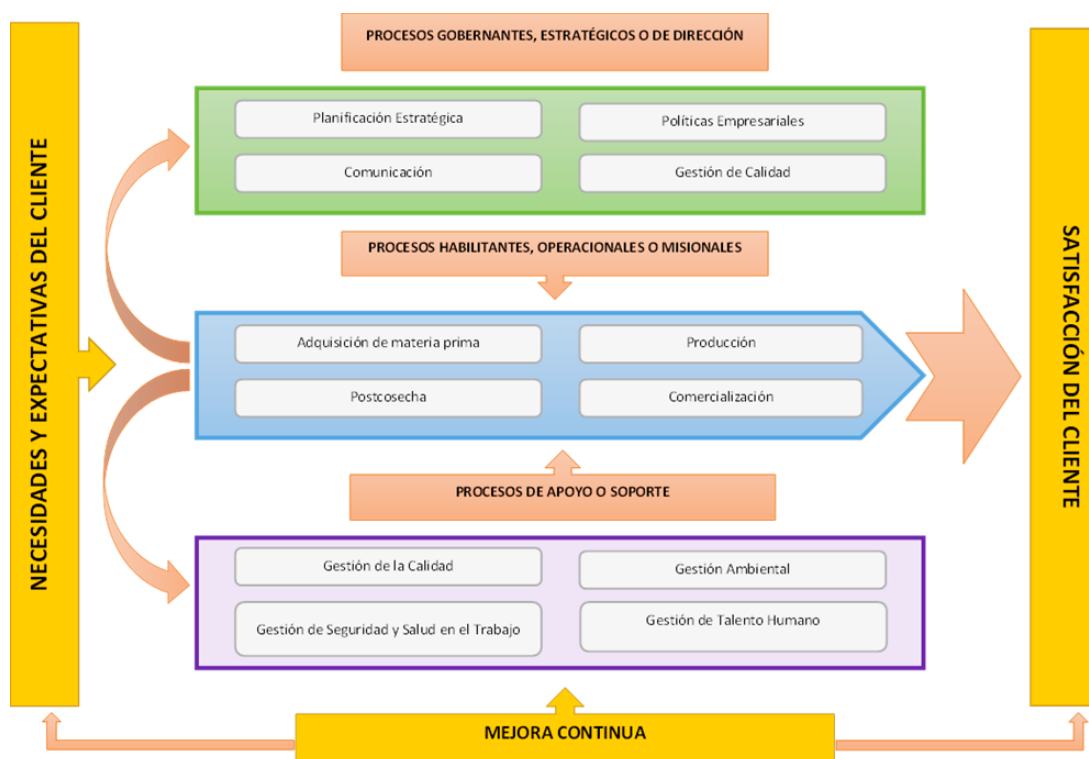 PROCESOS GOBERNANTES, ESTRATÉGICOS O DE DIRECCIÓN
NECESIDADES Y EXPECTATIVAS DEL CLIENTE
Planificación Estratégica
Políticas Empresariales
Comunicación
Gestión de Calidad
PROCESOS HABILITANTES, OPERACIONALES O MISIONALES
Adquisición de materia prima
Producción
Postcosecha
Comercialización
PROCESOS DE APOYO O SOPORTE
Gestión de la Calidad
Gestión Ambiental
Gestión de Seguridad y Salud en el Trabajo
Gestión de Talento Humano
SATISFACCIÓN DEL CLIENTE
MEJORA CONTINUA